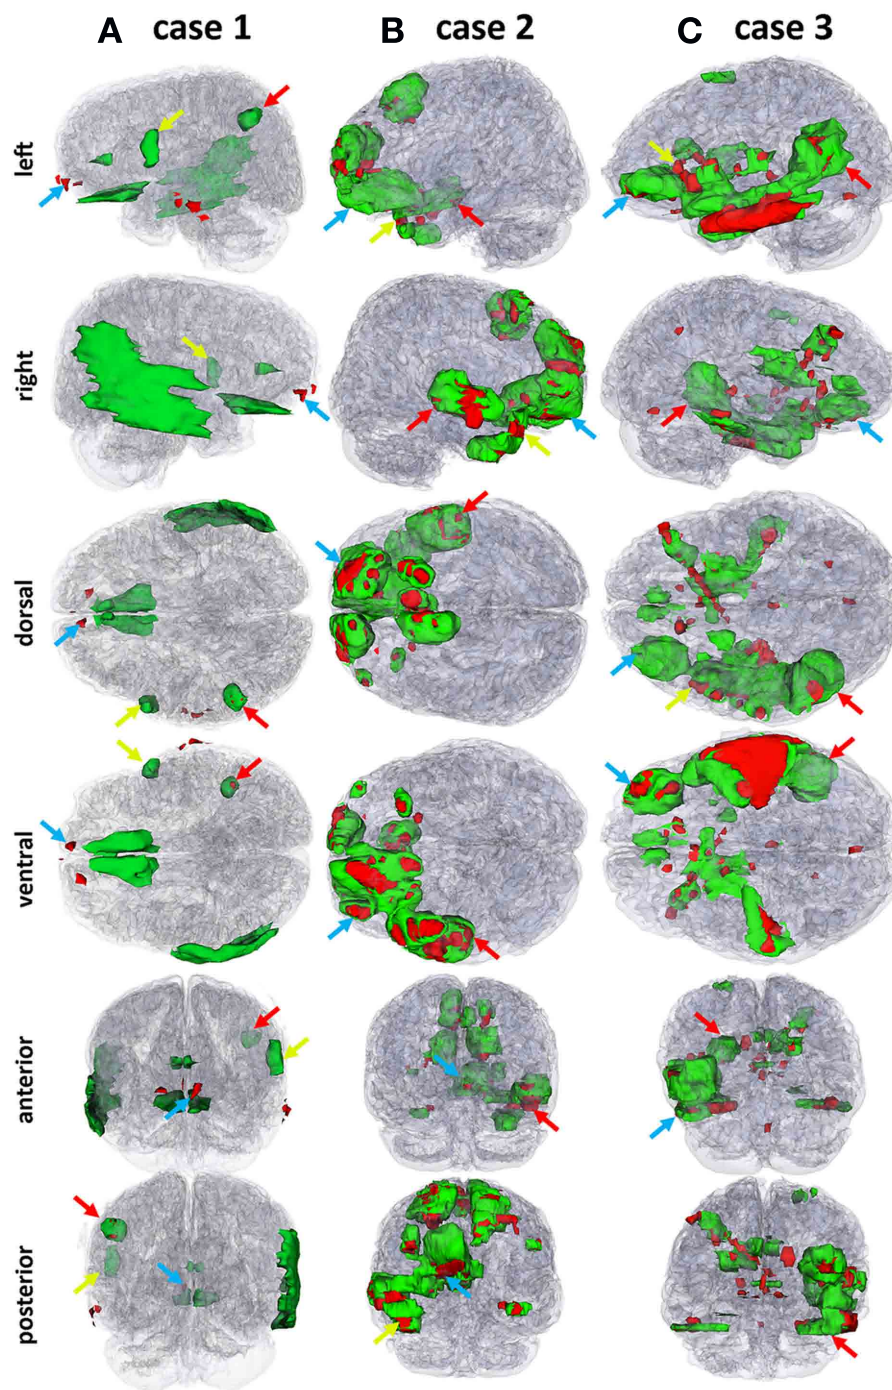 A case 1 B case 2 C case 3
left
right
dorsal
ventral
anterior
posterior